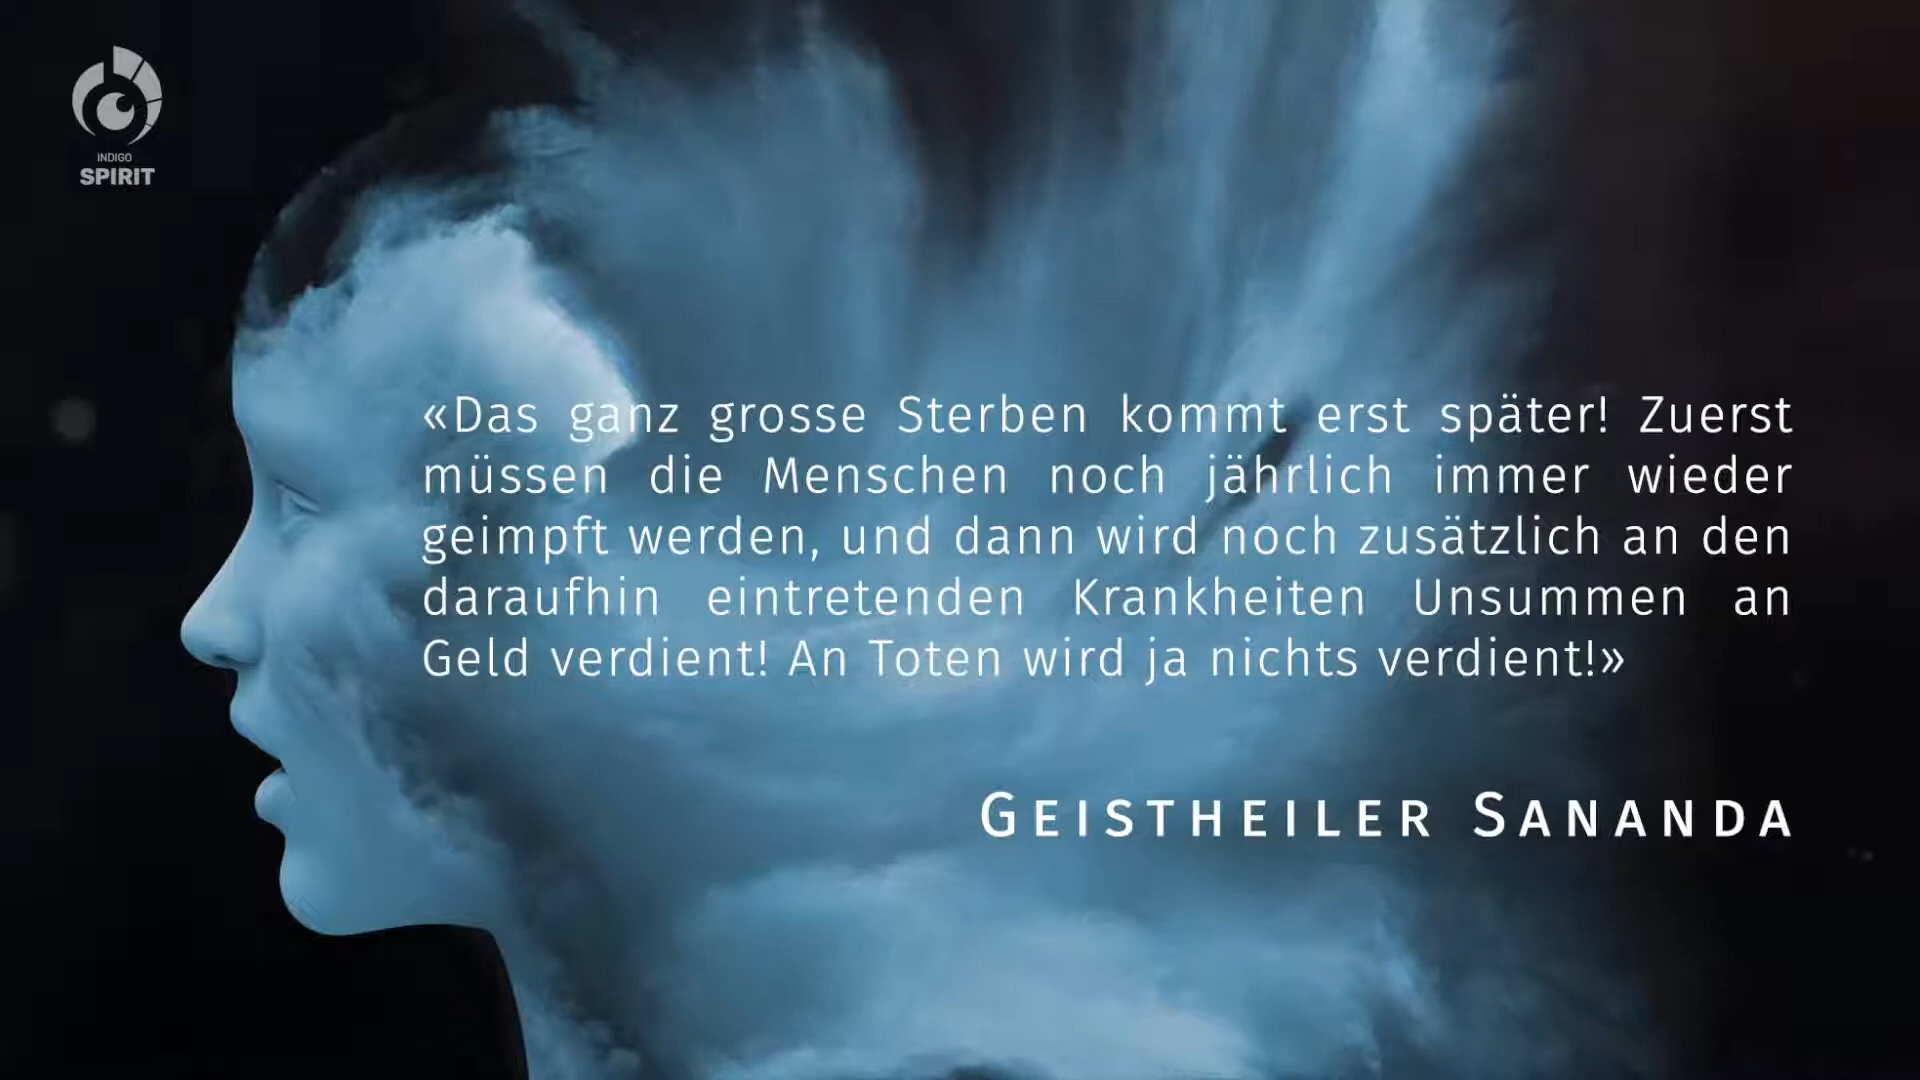 INDIGO
SPIRIT
«Das ganz grosse Sterben kommt erst später! Zuerst
müssen die Menschen noch jährlich immer wieder
geimpft werden, und dann wird noch zusätzlich an den
daraufhin eintretenden Krankheiten Unsummen an
Geld verdient! An Toten wird ja nichts verdient!»
GEISTHEILER SANANDA